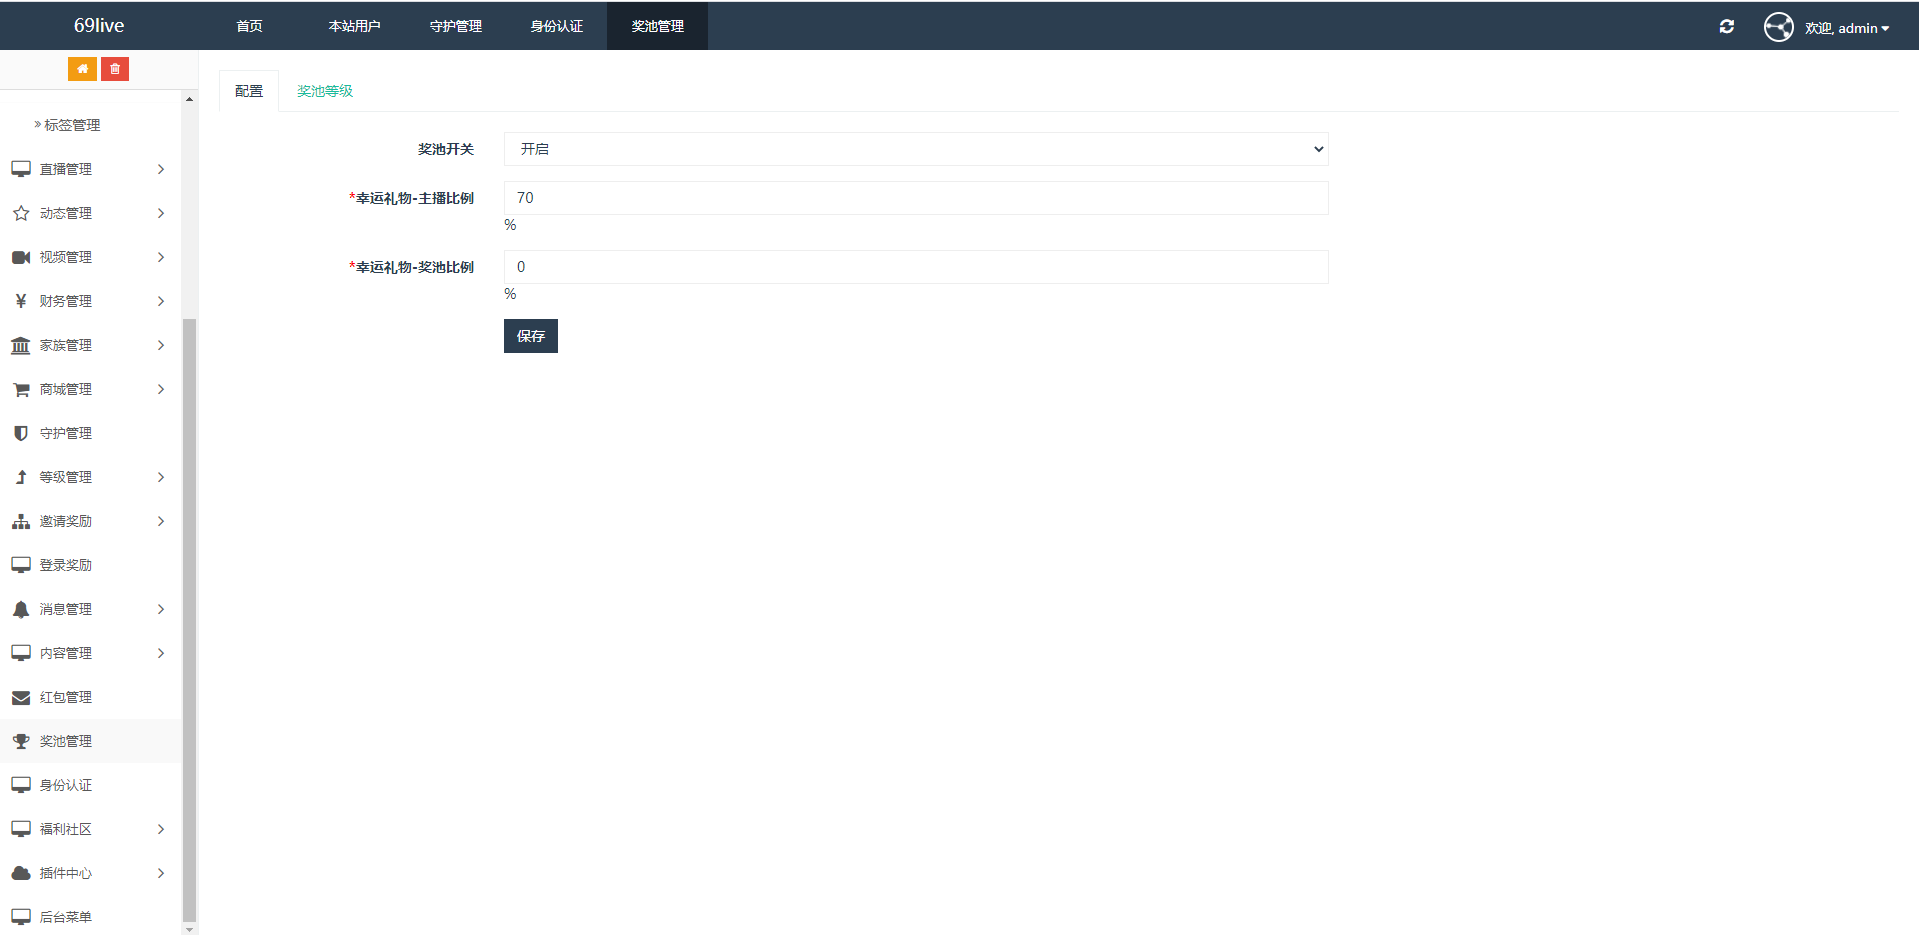 69live
首页
本站用户
守护管理
身份认证
奖池管理
欢迎, admin
标签管理
直播管理
动态管理
视频管理
财务管理
家族管理
商城管理
守护管理
等级管理
邀请奖励
登录奖励
消息管理
内容管理
红包管理
奖池管理
身份认证
福利社区
插件中心
后台菜单
配置
奖池等级
奖池开关
开启
*幸运礼物-主播比例
70
%
*幸运礼物-奖池比例
0
%
保存